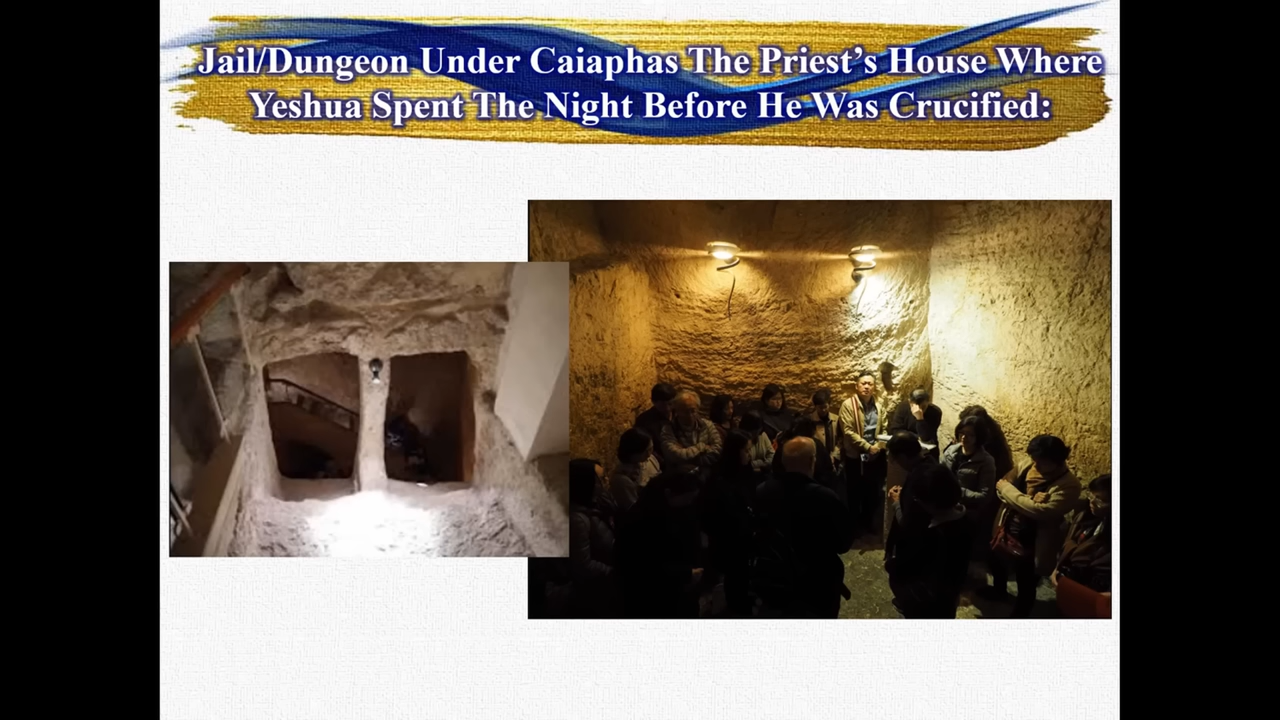 Jail/Dungeon Under Caiaphas The Priest’s House Where
Yeshua Spent The Night Before He Was Crucified: